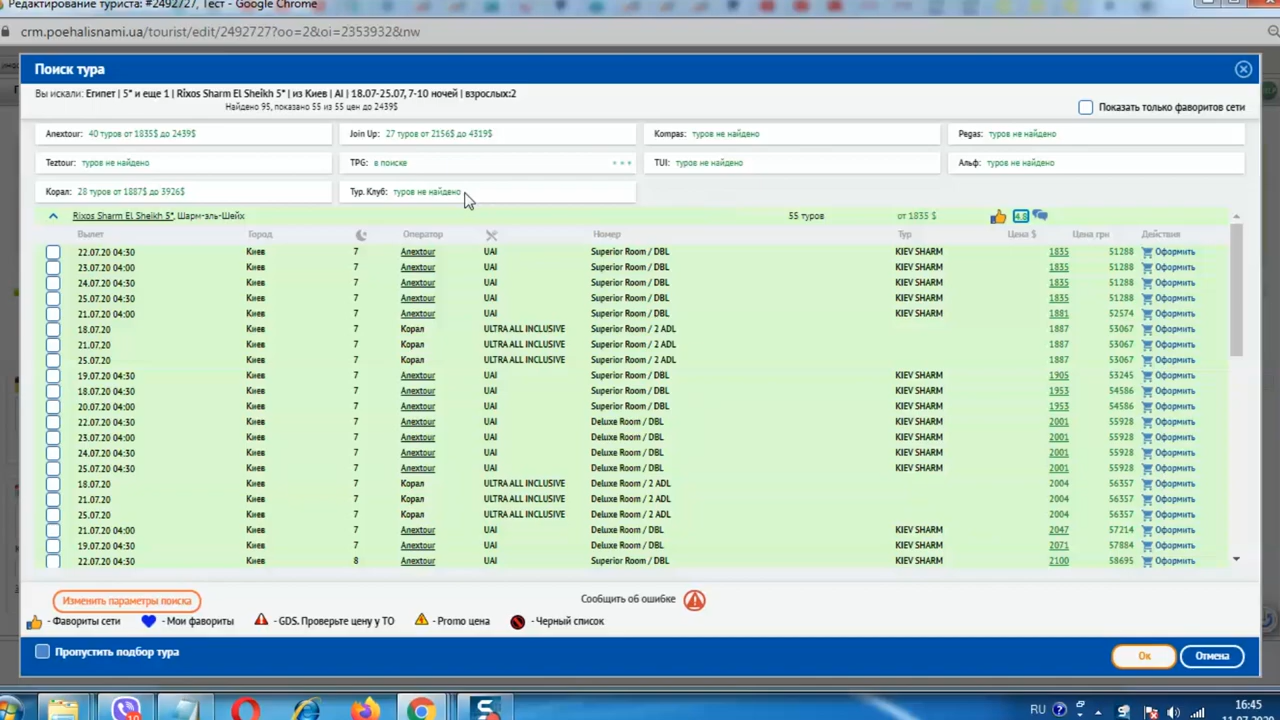 Редактирование туриста: #2492727, Тест - Google Chrome
crm.poehalisnami.ua/tourist/edit/2492727?oo=2&oi=2353932&nw
Поиск тура
Вы искали: Египет | 5* и еще 1 | Rixos Sharm El Sheikh 5* | из Киев | AI | 18.07-25.07, 7-10 ночей | взрослых:2
Найдено 95, показано 55 из 55 цен до 2439$
Показать только фаворитов сети
Anextour: 40 туров от 1835$ до 2439$ Join Up: 27 туров от 2156$ до 4319$ Kompas: туров не найдено Pegas: туров не найдено
Teztour: туров не найдено TPG: в поиске TUI: туров не найдено Альф: туров не найдено
Корал: 28 туров от 1887$ до 3926$ Тур. Клуб: туров не найдено
Rixos Sharm El Sheikh 5*, Шарм-эль-Шейх 55 туров от 1835 $ 4.8
Вылет Город Оператор Номер Тур Цена $ Цена грн Действия
22.07.20 04:30 Киев 7 Anextour UAI Superior Room / DBL KIEV SHARM 1835 51288 Оформить
23.07.20 04:00 Киев 7 Anextour UAI Superior Room / DBL KIEV SHARM 1835 51288 Оформить
24.07.20 04:30 Киев 7 Anextour UAI Superior Room / DBL KIEV SHARM 1835 51288 Оформить
25.07.20 04:30 Киев 7 Anextour UAI Superior Room / DBL KIEV SHARM 1835 51288 Оформить
21.07.20 04:00 Киев 7 Anextour UAI Superior Room / DBL KIEV SHARM 1881 52574 Оформить
18.07.20 Киев 7 Корал ULTRA ALL INCLUSIVE Superior Room / 2 ADL 1887 53067 Оформить
21.07.20 Киев 7 Корал ULTRA ALL INCLUSIVE Superior Room / 2 ADL 1887 53067 Оформить
25.07.20 Киев 7 Корал ULTRA ALL INCLUSIVE Superior Room / 2 ADL 1887 53067 Оформить
19.07.20 04:30 Киев 7 Anextour UAI Superior Room / DBL KIEV SHARM 1905 53245 Оформить
18.07.20 04:30 Киев 7 Anextour UAI Superior Room / DBL KIEV SHARM 1953 54586 Оформить
20.07.20 04:00 Киев 7 Anextour UAI Superior Room / DBL KIEV SHARM 1953 54586 Оформить
22.07.20 04:30 Киев 7 Anextour UAI Deluxe Room / DBL KIEV SHARM 2001 55928 Оформить
23.07.20 04:00 Киев 7 Anextour UAI Deluxe Room / DBL KIEV SHARM 2001 55928 Оформить
24.07.20 04:30 Киев 7 Anextour UAI Deluxe Room / DBL KIEV SHARM 2001 55928 Оформить
25.07.20 04:30 Киев 7 Anextour UAI Deluxe Room / DBL KIEV SHARM 2001 55928 Оформить
18.07.20 Киев 7 Корал ULTRA ALL INCLUSIVE Deluxe Room / 2 ADL 2004 56357 Оформить
21.07.20 Киев 7 Корал ULTRA ALL INCLUSIVE Deluxe Room / 2 ADL 2004 56357 Оформить
25.07.20 Киев 7 Корал ULTRA ALL INCLUSIVE Deluxe Room / 2 ADL 2004 56357 Оформить
21.07.20 04:00 Киев 7 Anextour UAI Deluxe Room / DBL KIEV SHARM 2047 57214 Оформить
19.07.20 04:30 Киев 7 Anextour UAI Deluxe Room / DBL KIEV SHARM 2071 57884 Оформить
22.07.20 04:30 Киев 8 Anextour UAI Superior Room / DBL KIEV SHARM 2100 58695 Оформить
Изменить параметры поиска Сообщить об ошибке
- Фавориты сети - Мои фавориты - GDS. Проверьте цену у ТО - Promo цена - Черный список
Пропустить подбор тура Ок Отмена
RU 16:45